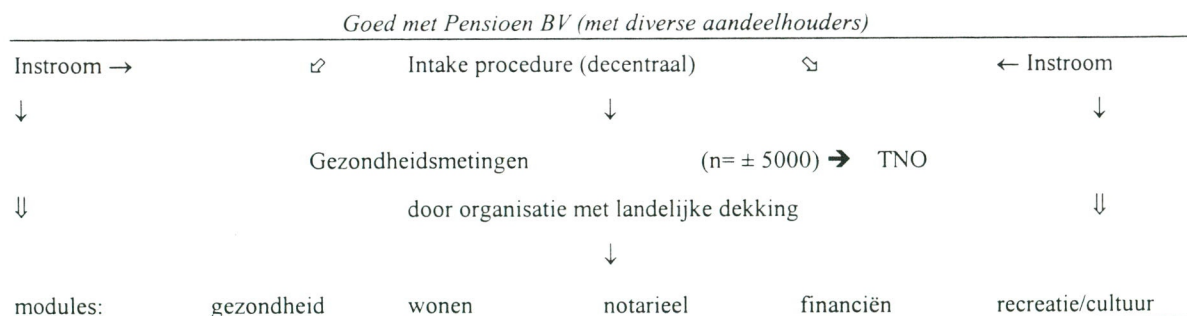 Goed met Pensioen BV (met diverse aandeelhouders)
Instroom → ⬃ Intake procedure (decentraal) ⬂ ← Instroom
↓ ↓ ↓
Gezondheidsmetingen (n= ± 5000) ➔ TNO
⇓ door organisatie met landelijke dekking ⇓
↓
modules: gezondheid wonen notarieel financiën recreatie/cultuur